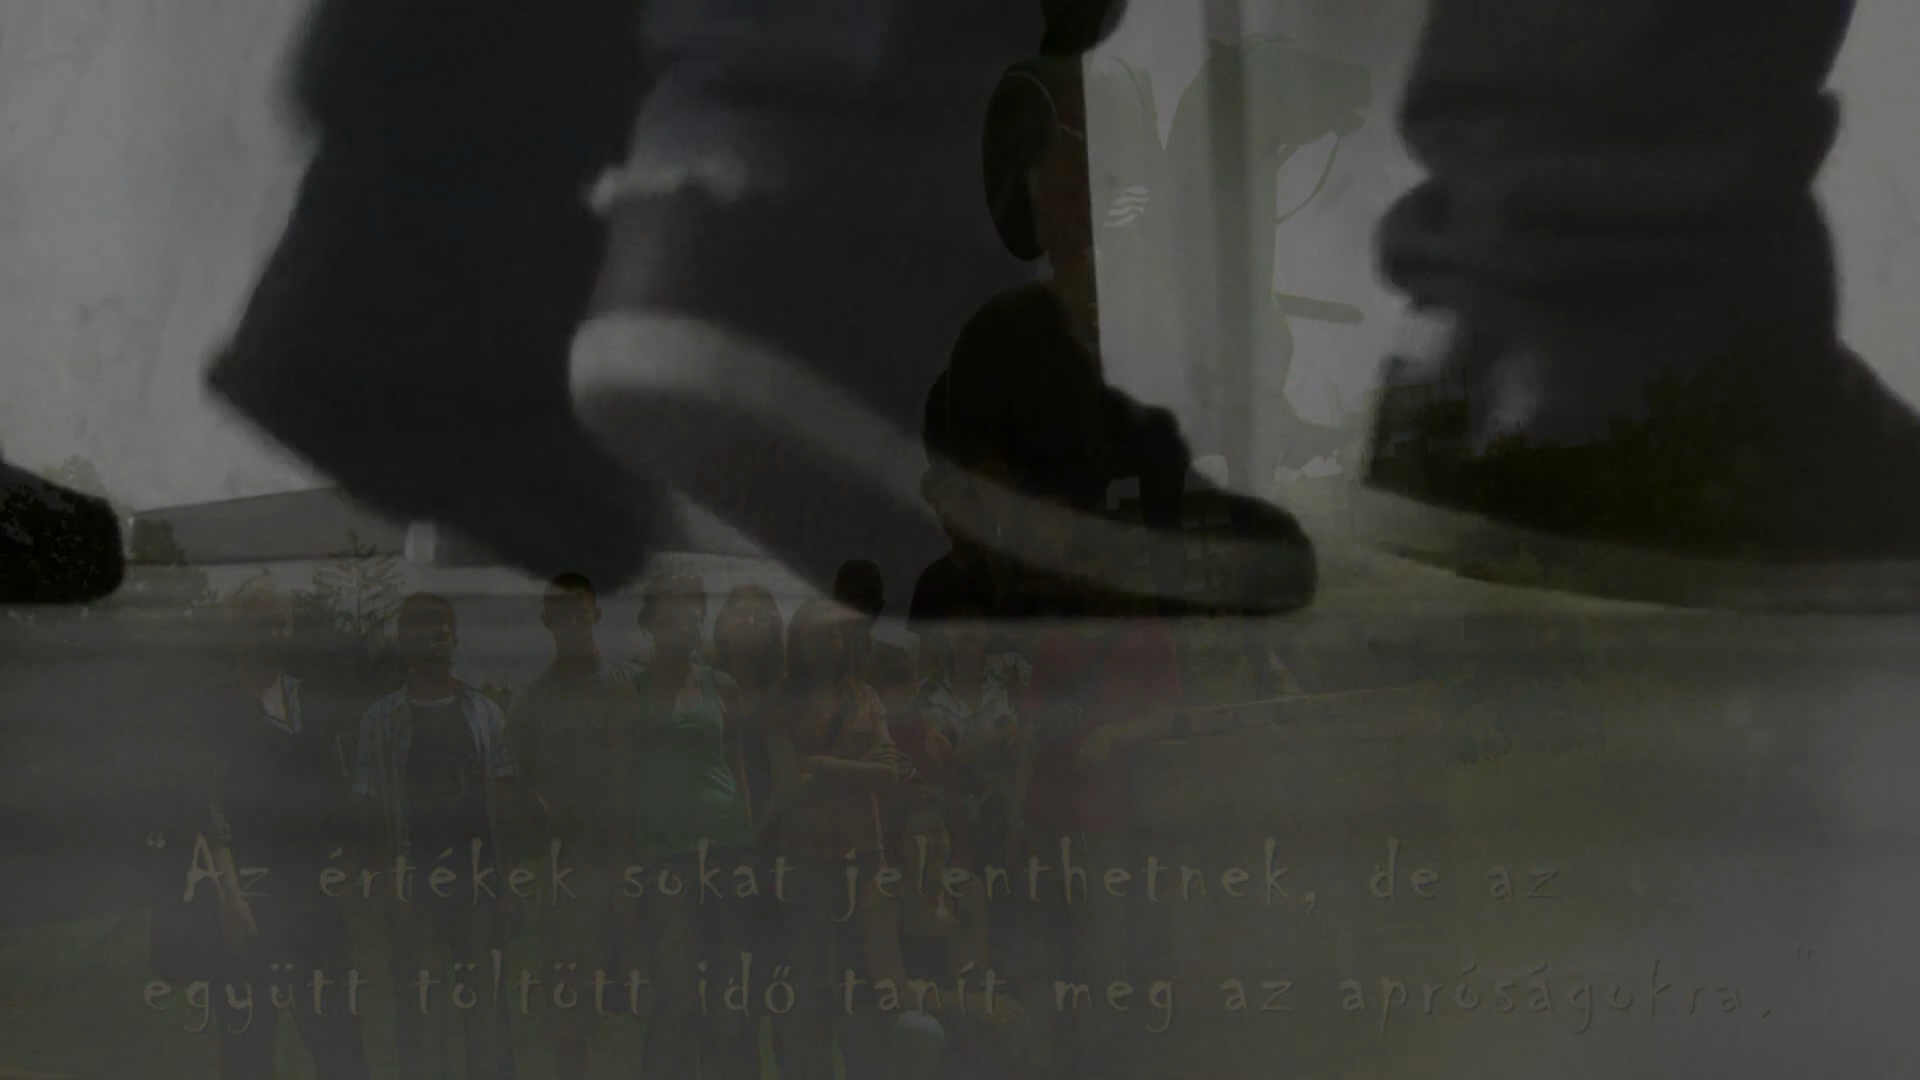 “Az értékek sokat jelenthetnek, de az
együtt töltött idő tanít meg az apróságokra.”